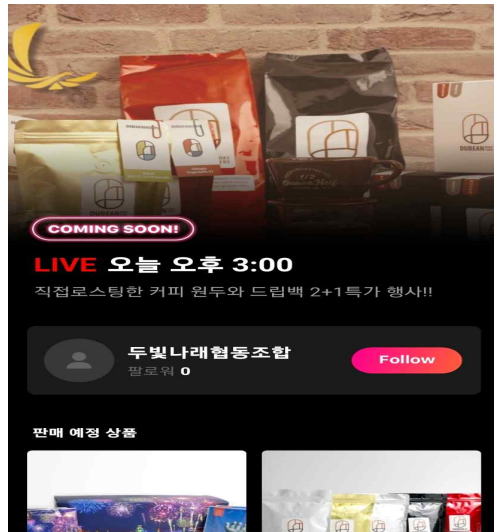 DUBEAN
DUBEAN
COMING SOON!
LIVE 오늘 오후 3:00
직접로스팅한 커피 원두와 드립백 2+1특가 행사!!
두빛나래협동조합
팔로워 0
Follow
판매 예정 상품